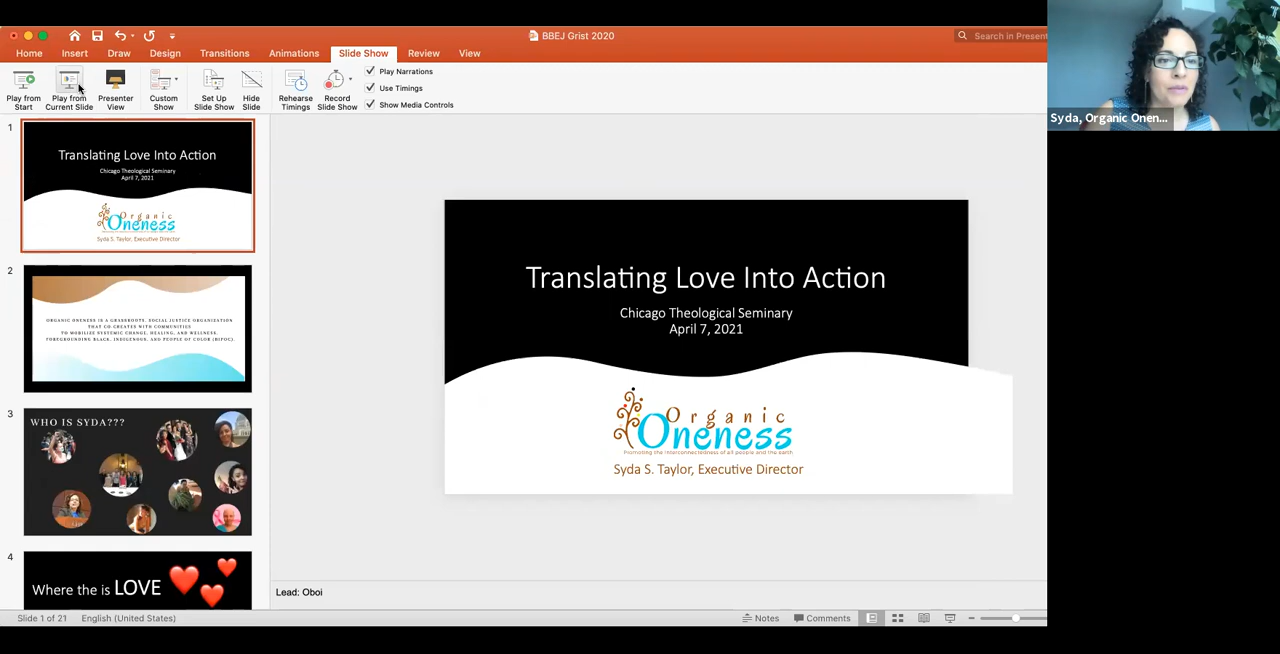 BBEJ Grist 2020
Search in Present
Home Insert Draw Design Transitions Animations Slide Show Review View
Play from Start
Play from Current Slide
Presenter View
Custom Show
Set Up Slide Show
Hide Slide
Rehearse Timings
Record Slide Show
Play Narrations
Use Timings
Show Media Controls
Syda, Organic Onen...
1
Translating Love Into Action
Chicago Theological Seminary
April 7, 2021
Organic
Oneness
Syda S. Taylor, Executive Director
2
ORGANIC ONENESS IS A GRASSROOTS, SOCIAL JUSTICE ORGANIZATION
THAT CO-CREATES WITH COMMUNITIES
TO MOBILIZE SYSTEMIC CHANGE, HEALING, AND WELLNESS,
FOREGROUNDING BLACK, INDIGENOUS, AND PEOPLE OF COLOR (BIPOC).
3
WHO IS SYDA???
4
Where the is LOVE
Translating Love Into Action
Chicago Theological Seminary
April 7, 2021
Organic
Oneness
Promoting the interconnectedness of all people and the earth
Syda S. Taylor, Executive Director
Lead: Oboi
Slide 1 of 21 English (United States)
Notes Comments